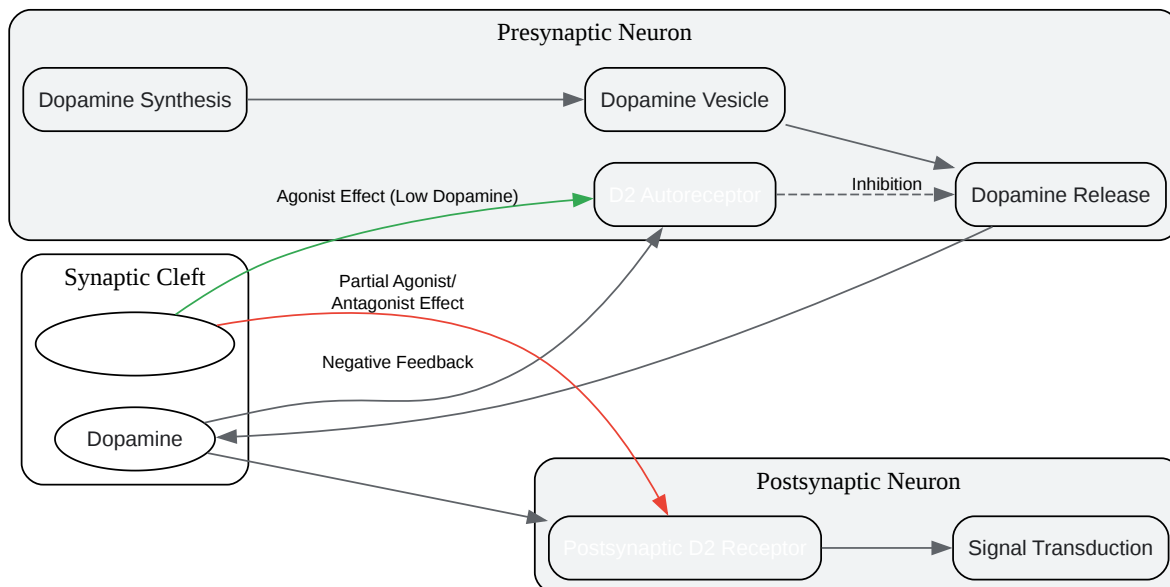 Presynaptic Neuron
Dopamine Synthesis
Dopamine Vesicle
Agonist Effect (Low Dopamine)
D2 Autoreceptor
Inhibition
Dopamine Release
Synaptic Cleft
Partial Agonist/
Antagonist Effect
Negative Feedback
Dopamine
Postsynaptic Neuron
Postsynaptic D2 Receptor
Signal Transduction